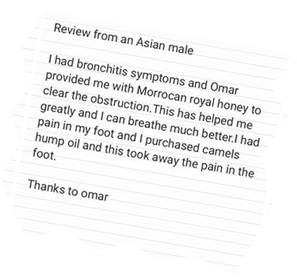 Review from an Asian male
I had bronchitis symptoms and Omar
provided me with Morrocan royal honey to
clear the obstruction.This has helped me
greatly and I can breathe much better.I had
pain in my foot and I purchased camels
hump oil and this took away the pain in the
foot.
Thanks to omar